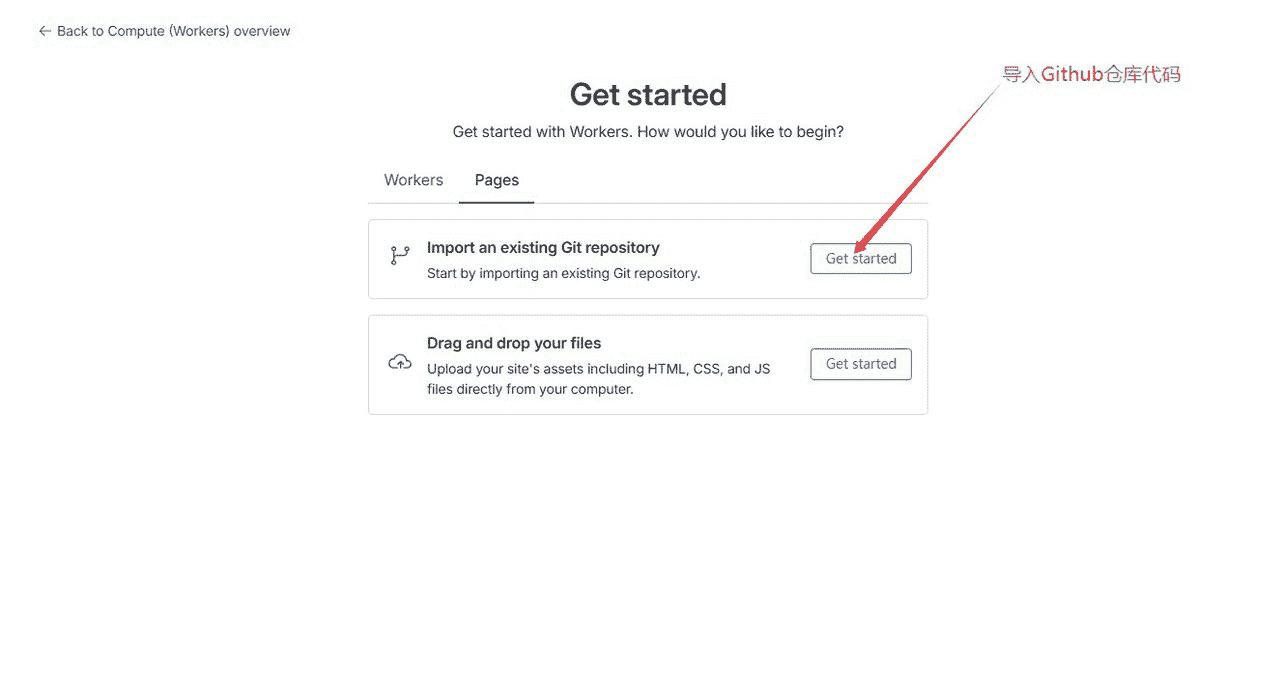 Back to Compute (Workers) overview
导入Github仓库代码
Get started
Get started with Workers. How would you like to begin?
Workers
Pages
Import an existing Git repository
Start by importing an existing Git repository.
Get started
Drag and drop your files
Upload your site's assets including HTML, CSS, and JS
files directly from your computer.
Get started